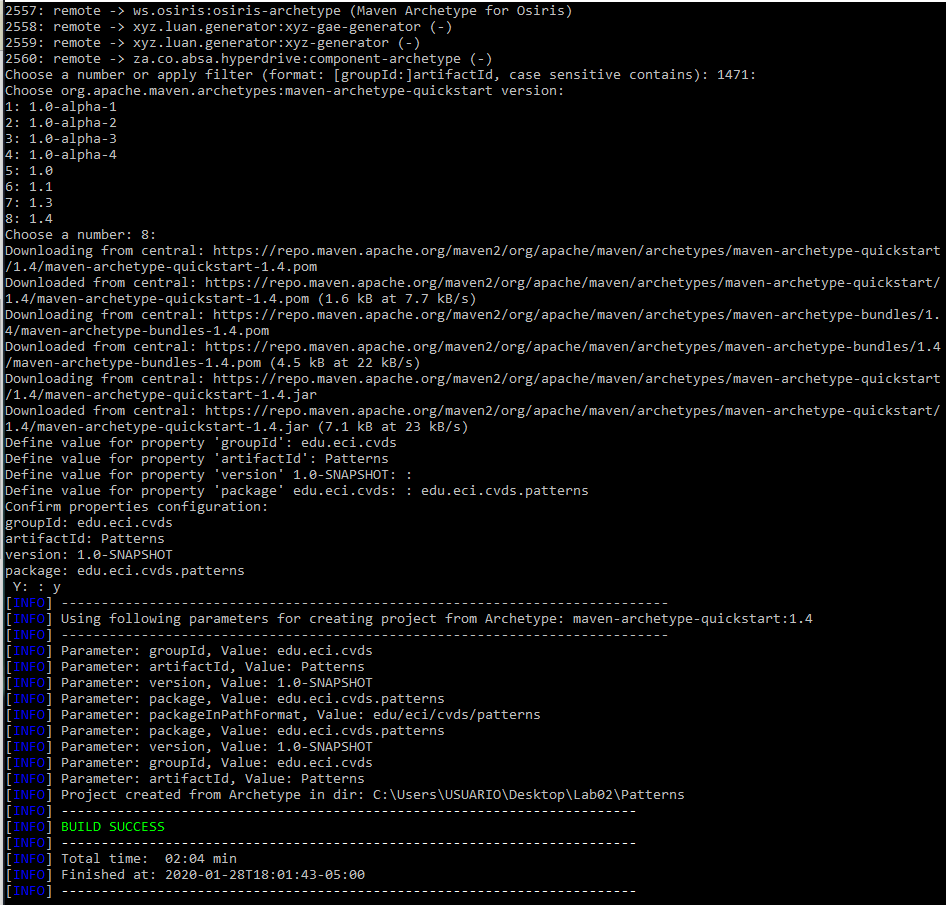 2557: remote -> ws.osiris:osiris-archetype (Maven Archetype for Osiris)
2558: remote -> xyz.luan.generator:xyz-gae-generator (-)
2559: remote -> xyz.luan.generator:xyz-generator (-)
2560: remote -> za.co.absa.hyperdrive:component-archetype (-)
Choose a number or apply filter (format: [groupId:]artifactId, case sensitive contains): 1471:
Choose org.apache.maven.archetypes:maven-archetype-quickstart version:
1: 1.0-alpha-1
2: 1.0-alpha-2
3: 1.0-alpha-3
4: 1.0-alpha-4
5: 1.0
6: 1.1
7: 1.3
8: 1.4
Choose a number: 8:
Downloading from central: https://repo.maven.apache.org/maven2/org/apache/maven/archetypes/maven-archetype-quickstart
/1.4/maven-archetype-quickstart-1.4.pom
Downloaded from central: https://repo.maven.apache.org/maven2/org/apache/maven/archetypes/maven-archetype-quickstart/
1.4/maven-archetype-quickstart-1.4.pom (1.6 kB at 7.7 kB/s)
Downloading from central: https://repo.maven.apache.org/maven2/org/apache/maven/archetypes/maven-archetype-bundles/1.
4/maven-archetype-bundles-1.4.pom
Downloaded from central: https://repo.maven.apache.org/maven2/org/apache/maven/archetypes/maven-archetype-bundles/1.4
/maven-archetype-bundles-1.4.pom (4.5 kB at 22 kB/s)
Downloading from central: https://repo.maven.apache.org/maven2/org/apache/maven/archetypes/maven-archetype-quickstart
/1.4/maven-archetype-quickstart-1.4.jar
Downloaded from central: https://repo.maven.apache.org/maven2/org/apache/maven/archetypes/maven-archetype-quickstart/
1.4/maven-archetype-quickstart-1.4.jar (7.1 kB at 23 kB/s)
Define value for property 'groupId': edu.eci.cvds
Define value for property 'artifactId': Patterns
Define value for property 'version' 1.0-SNAPSHOT: :
Define value for property 'package' edu.eci.cvds: : edu.eci.cvds.patterns
Confirm properties configuration:
groupId: edu.eci.cvds
artifactId: Patterns
version: 1.0-SNAPSHOT
package: edu.eci.cvds.patterns
 Y: : y
[INFO] ----------------------------------------------------------------------------
[INFO] Using following parameters for creating project from Archetype: maven-archetype-quickstart:1.4
[INFO] ----------------------------------------------------------------------------
[INFO] Parameter: groupId, Value: edu.eci.cvds
[INFO] Parameter: artifactId, Value: Patterns
[INFO] Parameter: version, Value: 1.0-SNAPSHOT
[INFO] Parameter: package, Value: edu.eci.cvds.patterns
[INFO] Parameter: packageInPathFormat, Value: edu/eci/cvds/patterns
[INFO] Parameter: package, Value: edu.eci.cvds.patterns
[INFO] Parameter: version, Value: 1.0-SNAPSHOT
[INFO] Parameter: groupId, Value: edu.eci.cvds
[INFO] Parameter: artifactId, Value: Patterns
[INFO] Project created from Archetype in dir: C:\Users\USUARIO\Desktop\Lab02\Patterns
[INFO] ------------------------------------------------------------------------
[INFO] BUILD SUCCESS
[INFO] ------------------------------------------------------------------------
[INFO] Total time:  02:04 min
[INFO] Finished at: 2020-01-28T18:01:43-05:00
[INFO] ------------------------------------------------------------------------